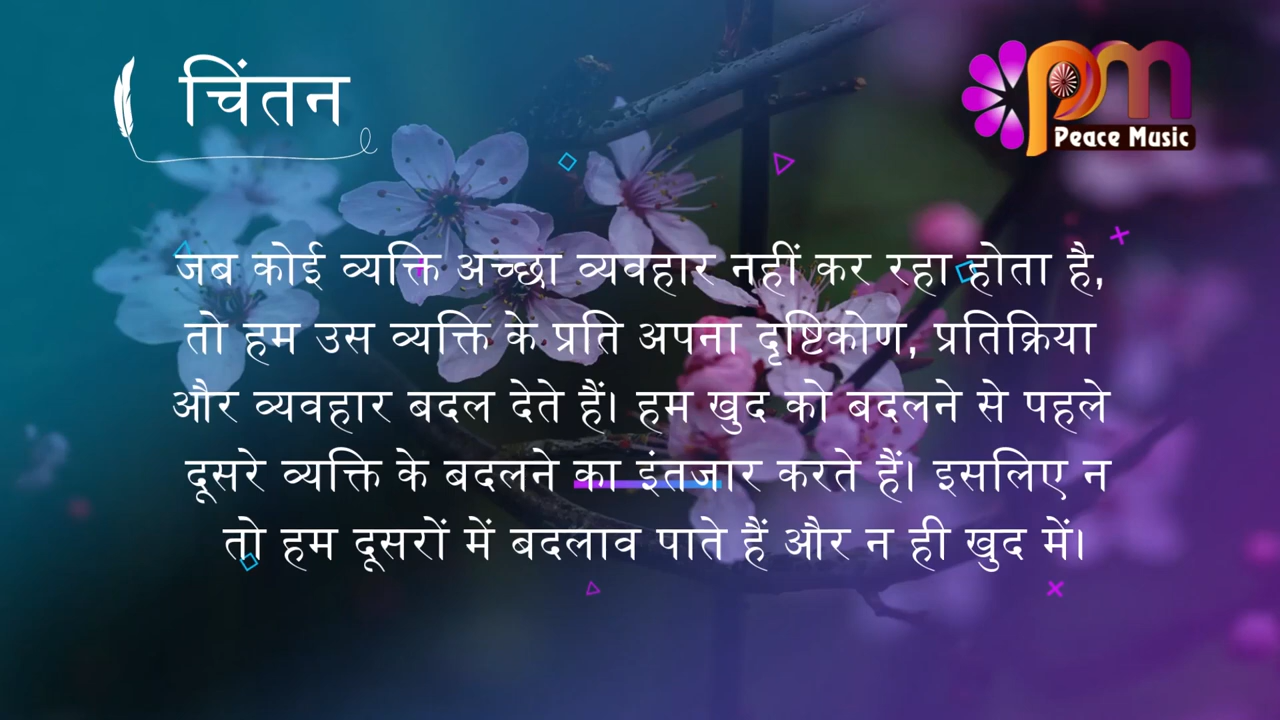 चिंतन
pm
Peace Music
जब कोई व्यक्ति अच्छा व्यवहार नहीं कर रहा होता है,
तो हम उस व्यक्ति के प्रति अपना दृष्टिकोण, प्रतिक्रिया
और व्यवहार बदल देते हैं। हम खुद को बदलने से पहले
दूसरे व्यक्ति के बदलने का इंतजार करते हैं। इसलिए न
तो हम दूसरों में बदलाव पाते हैं और न ही खुद में।